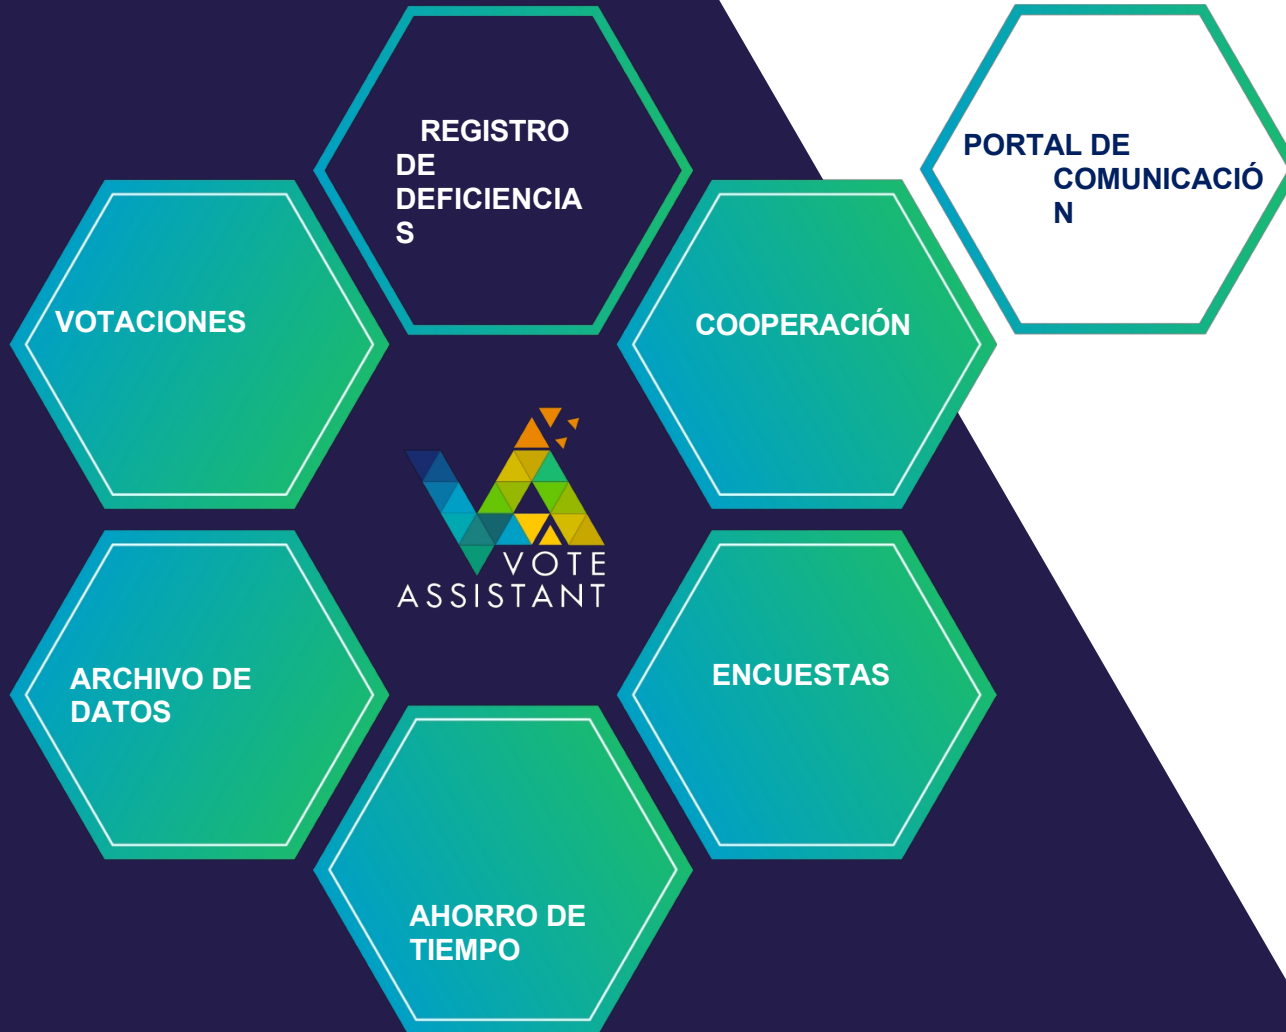 REGISTRO
DE
DEFICIENCIA
S
PORTAL DE
COMUNICACIÓ
N
VOTACIONES
COOPERACIÓN
VOTE
ASSISTANT
ARCHIVO DE
DATOS
ENCUESTAS
AHORRO DE
TIEMPO